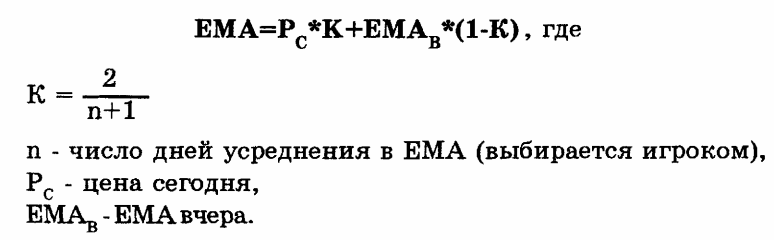 EMA=P_C*K+EMA_B*(1-K), где
K = 2/(n+1)
n - число дней усреднения в EMA (выбирается игроком),
P_C - цена сегодня,
EMA_B - EMA вчера.